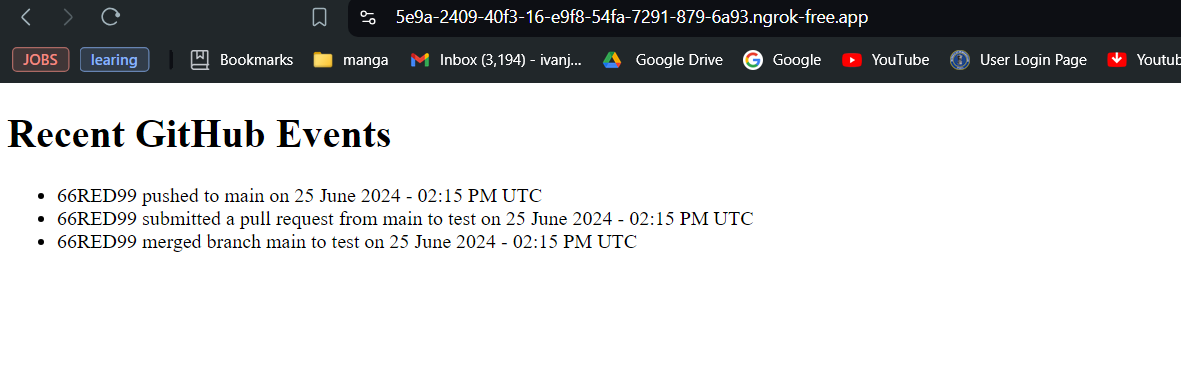 5e9a-2409-40f3-16-e9f8-54fa-7291-879-6a93.ngrok-free.app
JOBS learing Bookmarks manga Inbox (3,194) - ivanj... Google Drive Google YouTube User Login Page Youtub
Recent GitHub Events
66RED99 pushed to main on 25 June 2024 - 02:15 PM UTC
66RED99 submitted a pull request from main to test on 25 June 2024 - 02:15 PM UTC
66RED99 merged branch main to test on 25 June 2024 - 02:15 PM UTC